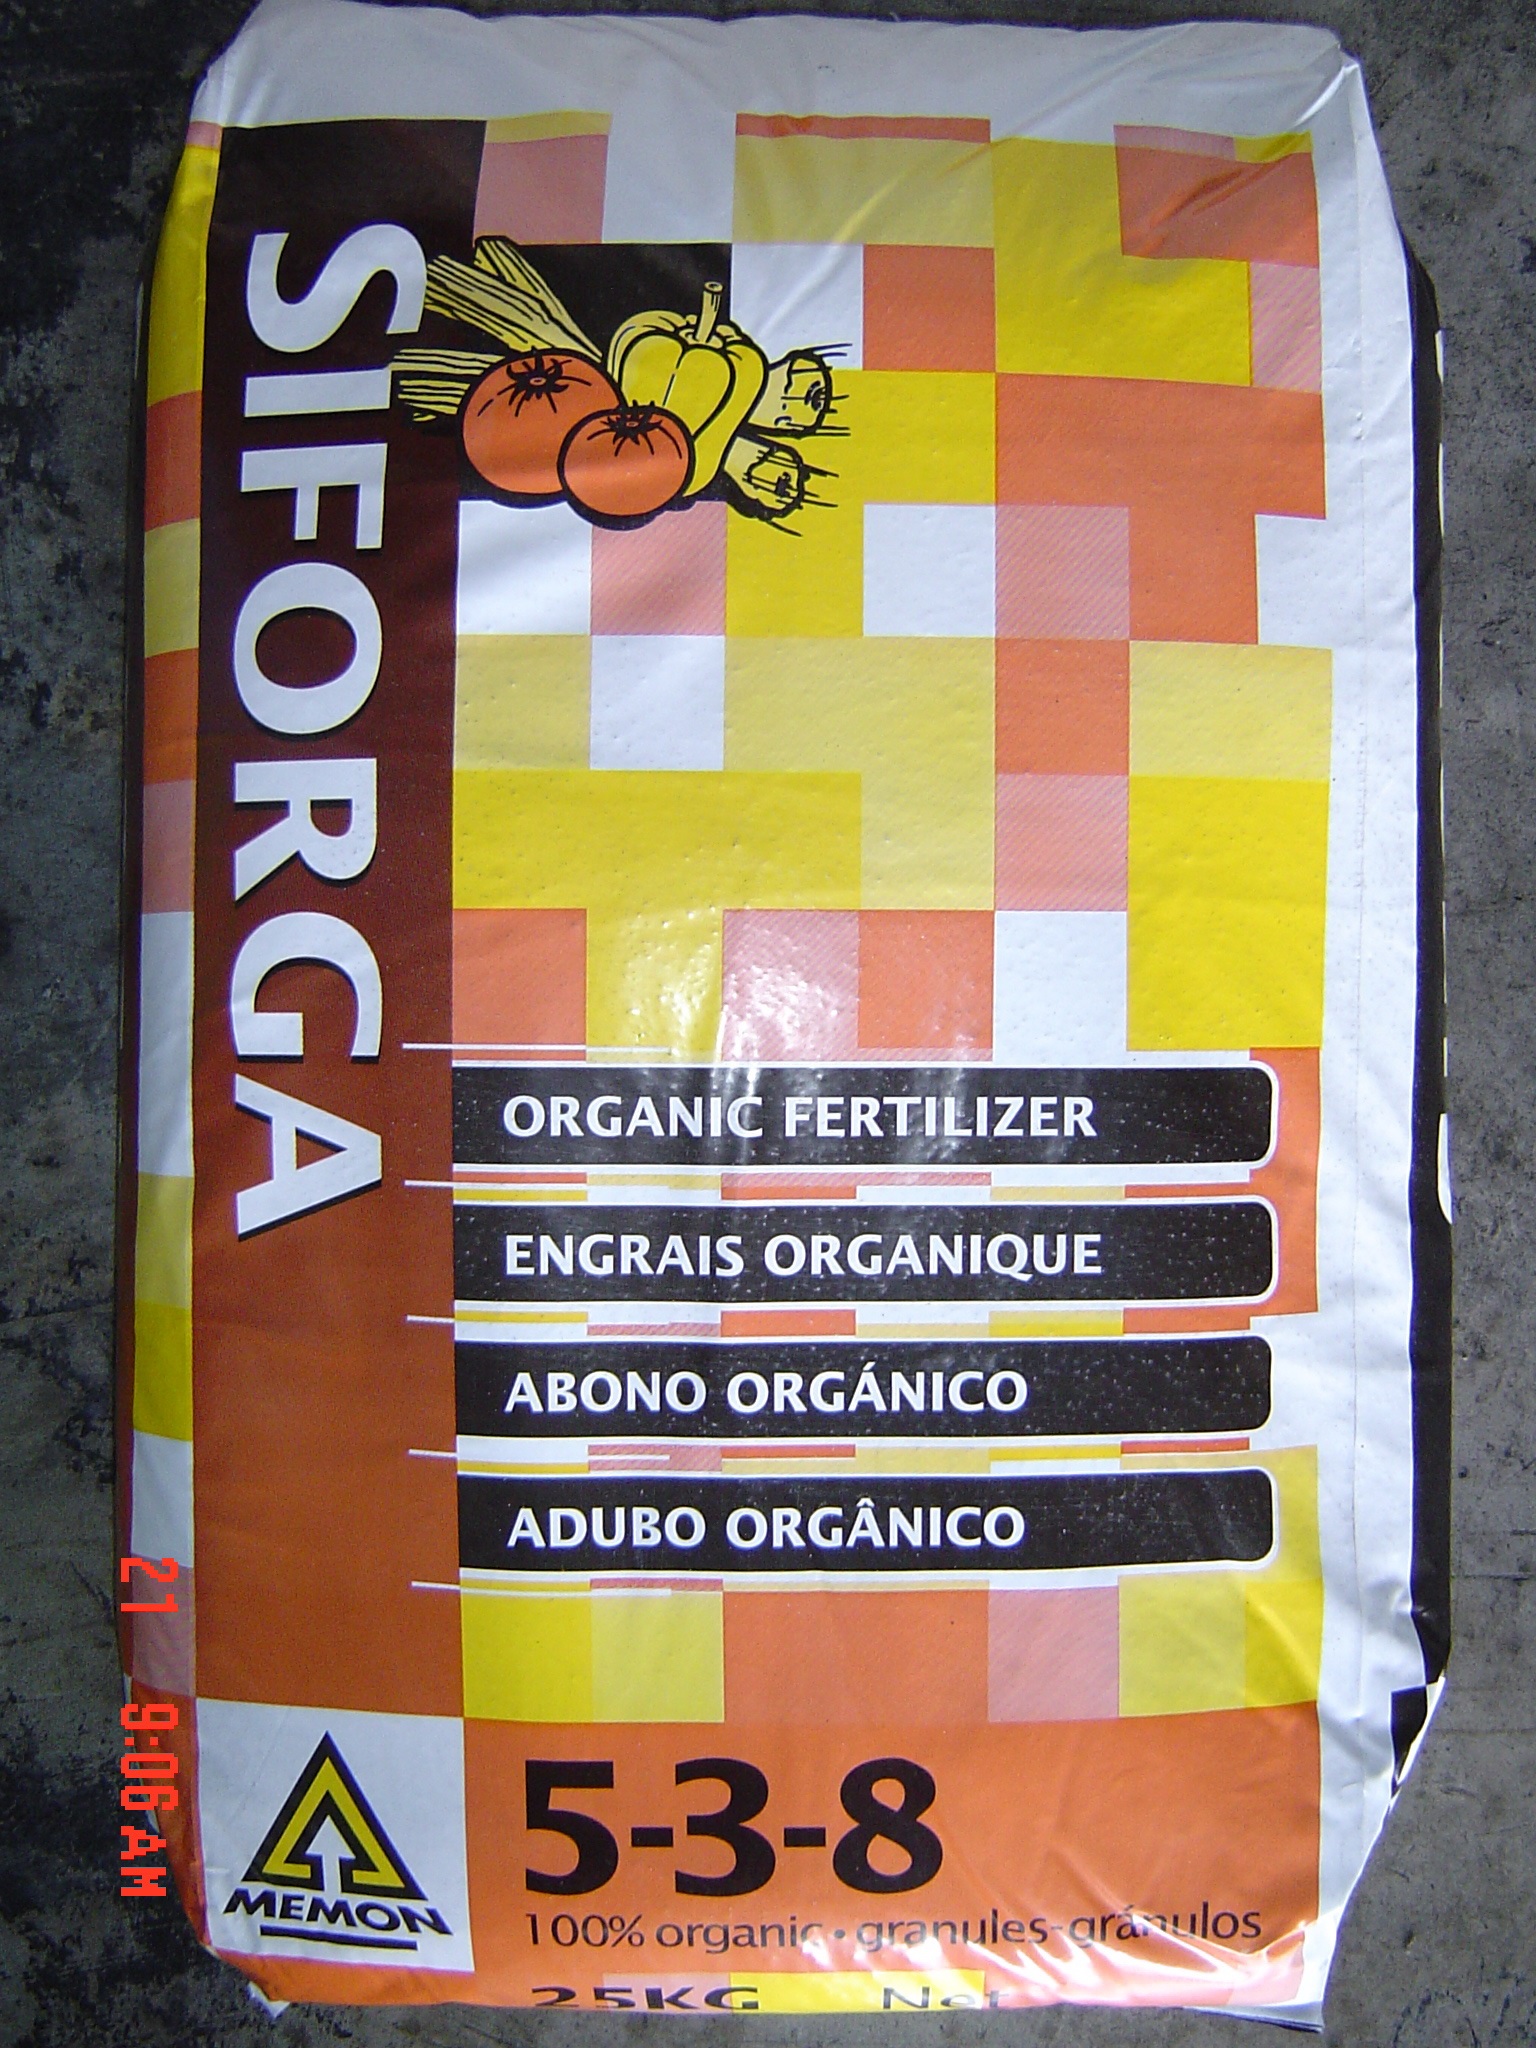 SIFORGA
ORGANIC FERTILIZER
ENGRAIS ORGANIQUE
ABONO ORGÁNICO
ADUBO ORGÂNICO
5-3-8
100% organic • granules-gránulos
25KG Net
MEMON
21 9:06 AM